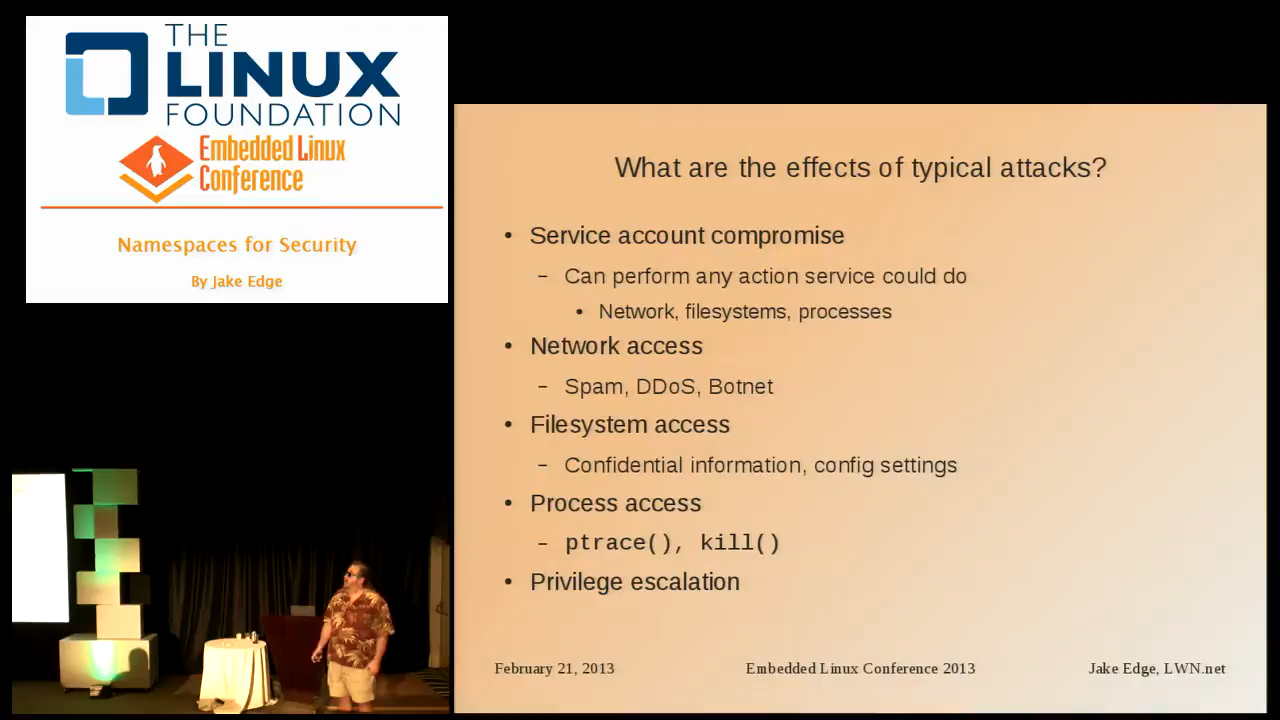 THE
LINUX
FOUNDATION
Embedded Linux
Conference
Namespaces for Security
By Jake Edge
What are the effects of typical attacks?
• Service account compromise
– Can perform any action service could do
• Network, filesystems, processes
• Network access
– Spam, DDoS, Botnet
• Filesystem access
– Confidential information, config settings
• Process access
– ptrace(), kill()
• Privilege escalation
February 21, 2013
Embedded Linux Conference 2013
Jake Edge, LWN.net